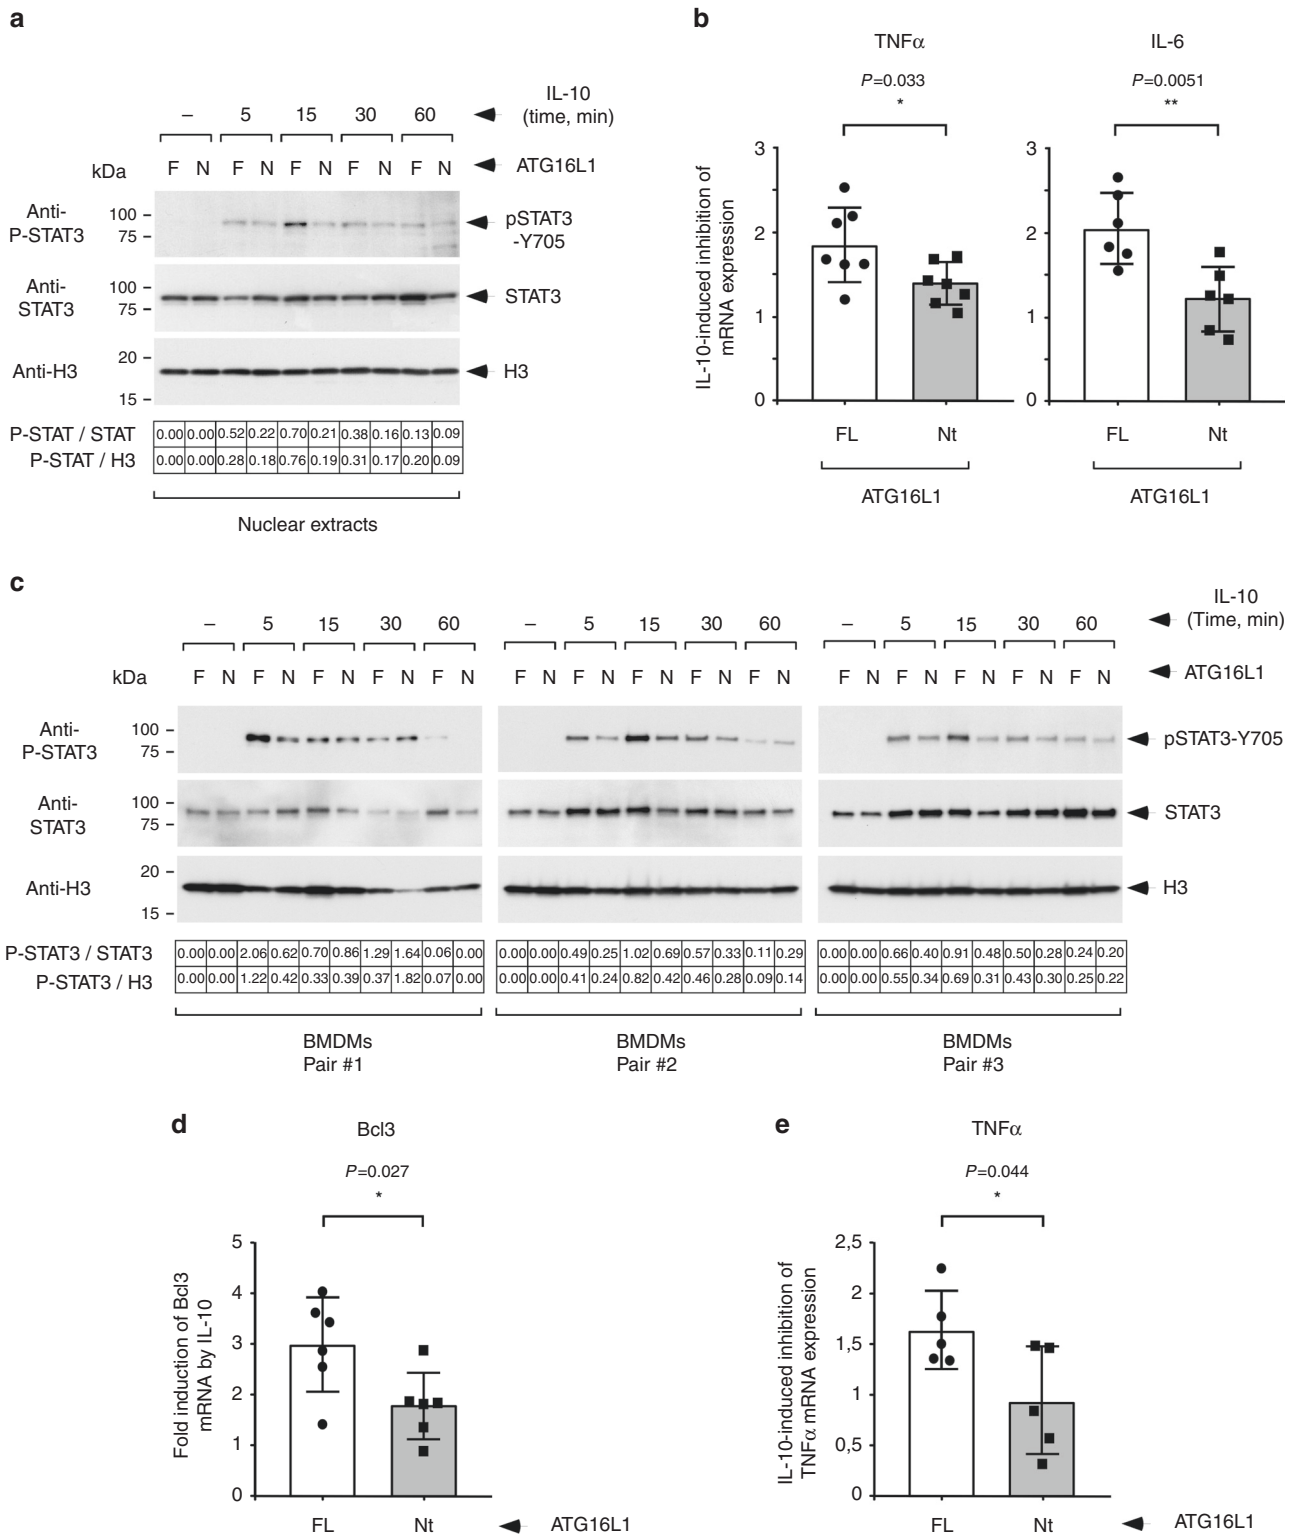 a
– 5 15 30 60
IL-10
(time, min)
kDa F N F N F N F N F N ATG16L1
Anti-
P-STAT3
100
75
pSTAT3
-Y705
Anti-
STAT3
100
75
STAT3
Anti-H3
20
15
H3
P-STAT / STAT 0.00 0.00 0.52 0.22 0.70 0.21 0.38 0.16 0.13 0.09
P-STAT / H3 0.00 0.00 0.28 0.18 0.76 0.19 0.31 0.17 0.20 0.09
Nuclear extracts
b
TNFα
P=0.033
*
IL-10-induced inhibition of
mRNA expression
3
2
1
0
FL Nt
ATG16L1
IL-6
P=0.0051
**
3
2
1
0
FL Nt
ATG16L1
c
– 5 15 30 60 – 5 15 30 60 – 5 15 30 60
IL-10
(Time, min)
kDa F N F N F N F N F N F N F N F N F N F N F N F N F N F N F N ATG16L1
Anti-
P-STAT3
100
75
pSTAT3-Y705
Anti-
STAT3
100
75
STAT3
Anti-H3
20
15
H3
P-STAT3 / STAT3 0.00 0.00 2.06 0.62 0.70 0.86 1.29 1.64 0.06 0.00 0.00 0.00 0.49 0.25 1.02 0.69 0.57 0.33 0.11 0.29 0.00 0.00 0.66 0.40 0.91 0.48 0.50 0.28 0.24 0.20
P-STAT3 / H3 0.00 0.00 1.22 0.42 0.33 0.39 0.37 1.82 0.07 0.00 0.00 0.00 0.41 0.24 0.82 0.42 0.46 0.28 0.09 0.14 0.00 0.00 0.55 0.34 0.69 0.31 0.43 0.30 0.25 0.22
BMDMs
Pair #1
BMDMs
Pair #2
BMDMs
Pair #3
d
Bcl3
P=0.027
*
Fold induction of Bcl3
mRNA by IL-10
5
4
3
2
1
0
FL Nt ATG16L1
e
TNFα
P=0.044
*
IL-10-induced inhibition of
TNFα mRNA expression
2,5
2
1,5
1
0,5
0
FL Nt ATG16L1